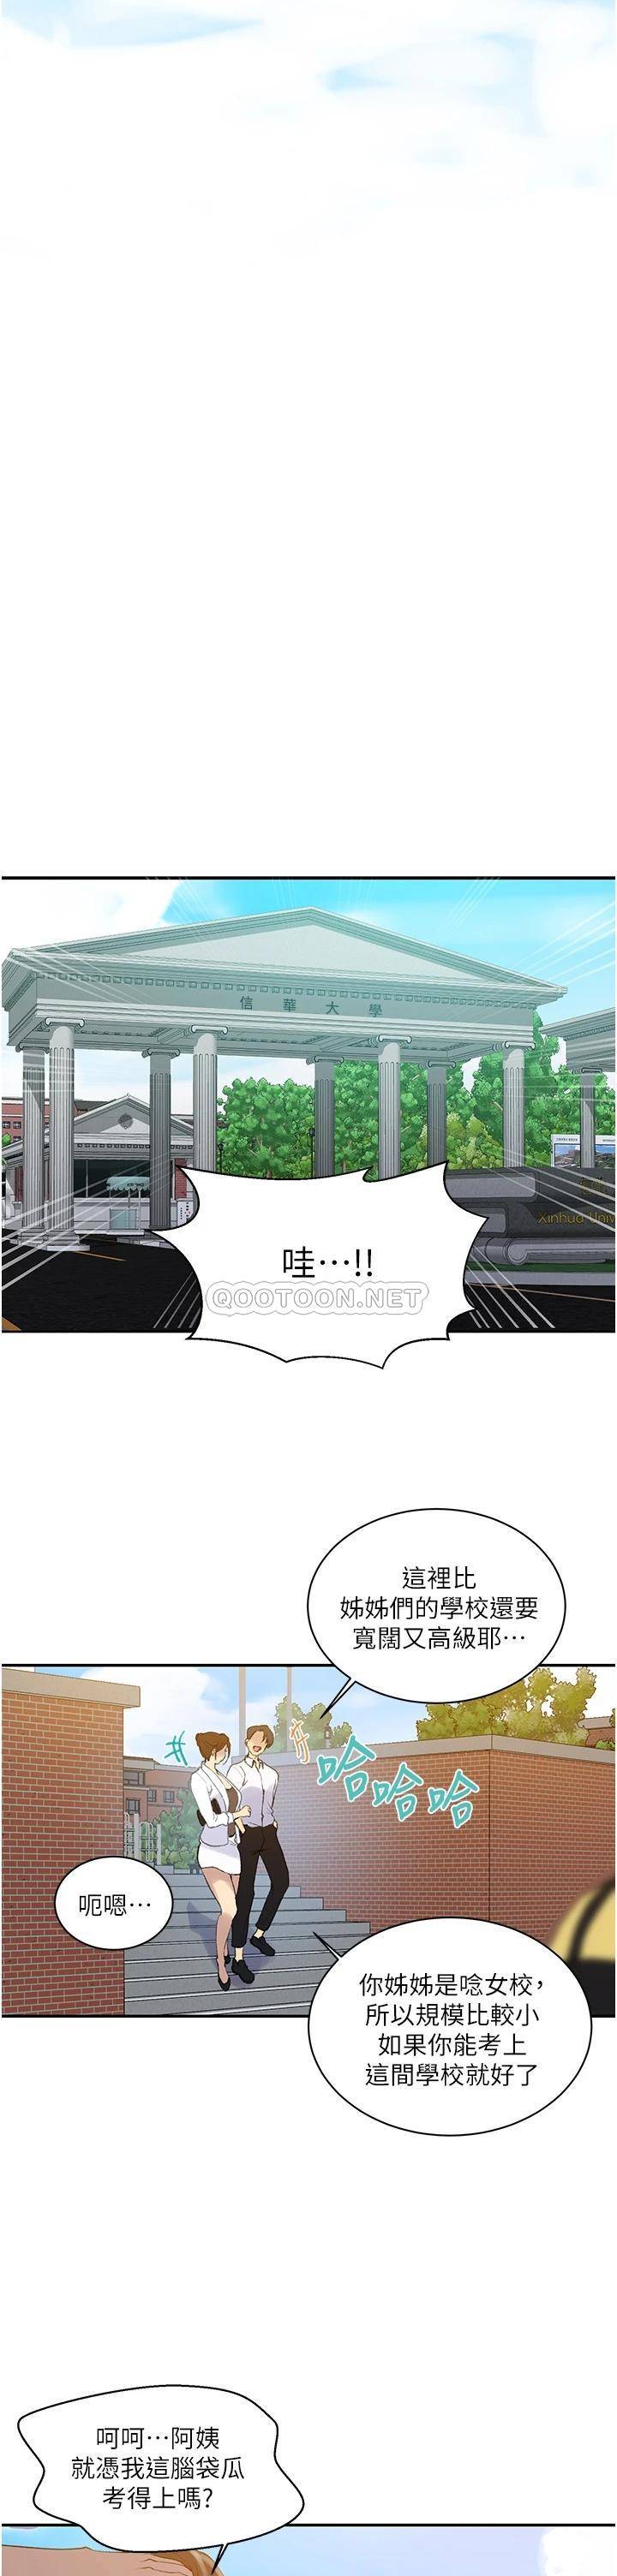 信華大學
Xinhua Univ
哇…!!
QOOTOON.NET
這裡比
姊姊們的學校還要
寬闊又高級耶…
哈哈哈
呃嗯…
你姊姊是唸女校，
所以規模比較小
如果你能考上
這間學校就好了
呵呵…阿姨
就憑我這腦袋瓜
考得上嗎?